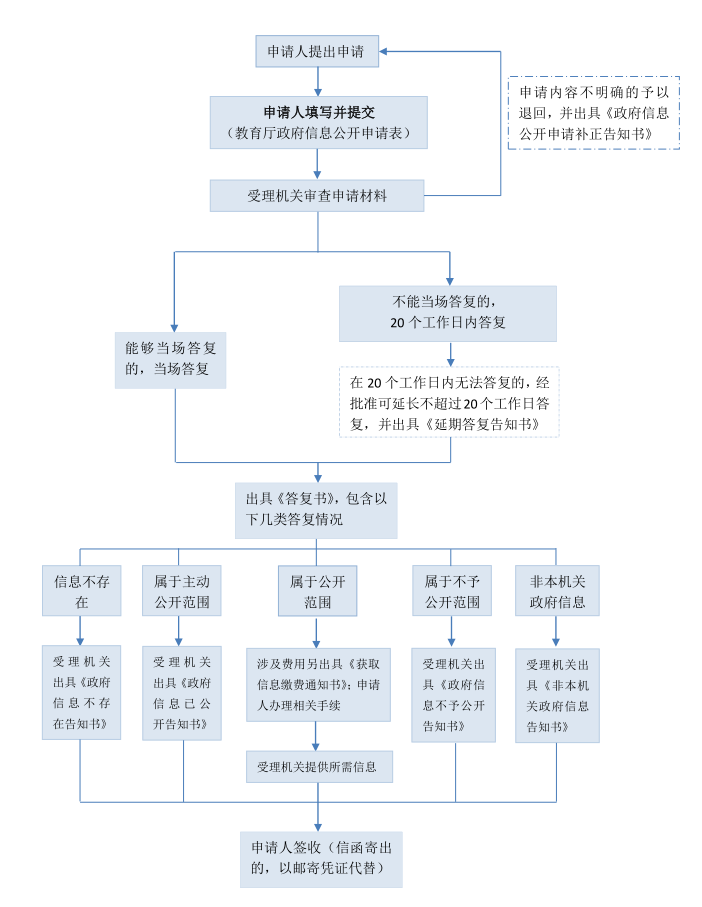 申请人提出申请
申请内容不明确的予以
退回，并出具《政府信息
公开申请补正告知书》
申请人填写并提交
（教育厅政府信息公开申请表）
受理机关审查申请材料
不能当场答复的，
20 个工作日内答复
能够当场答复
的，当场答复
在 20 个工作日内无法答复的，经
批准可延长不超过 20 个工作日答
复，并出具《延期答复告知书》
出具《答复书》，包含以
下几类答复情况
信息不存
在
属于主动
公开范围
属于公开
范围
属于不予
公开范围
非本机关
政府信息
受理机关
出具《政府
信息不存
在告知书》
受理机关
出具《政府
信息已公
开告知书》
涉及费用另出具《获取
信息缴费通知书》；申请
人办理相关手续
受理机关出
具《政府信
息不予公开
告知书》
受理机关出
具《非本机
关政府信息
告知书》
受理机关提供所需信息
申请人签收（信函寄出
的，以邮寄凭证代替）